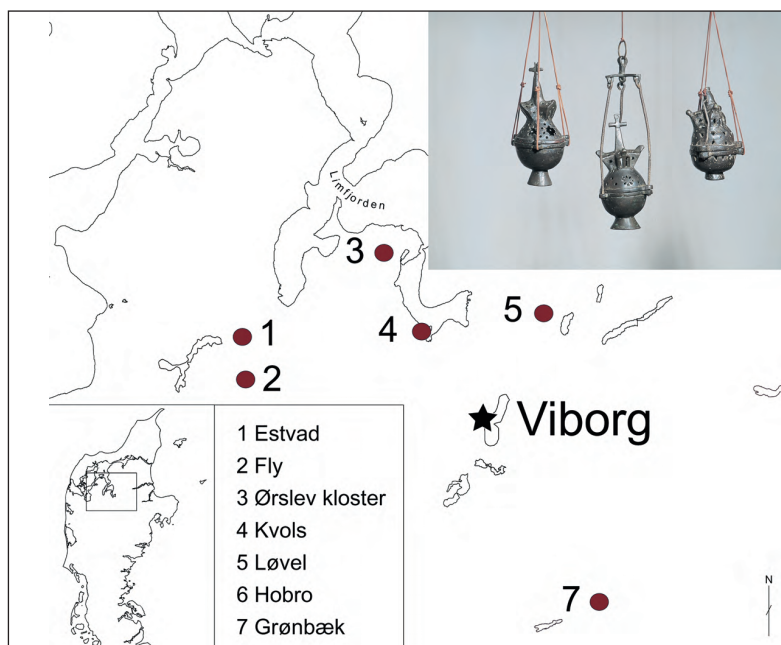 Limfjorden
3
5
4
1
2
Viborg
1 Estvad
2 Fly
3 Ørslev kloster
4 Kvols
5 Løvel
6 Hobro
7 Grønbæk
7
N